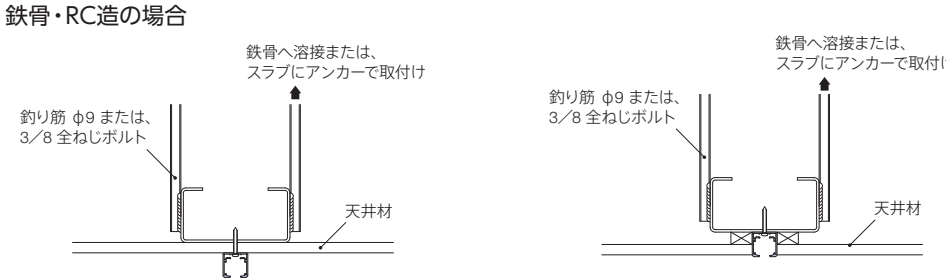 鉄骨・RC造の場合
鉄骨へ溶接または、
スラブにアンカーで取付け
釣り筋 φ9 または、
3／8 全ねじボルト
天井材
鉄骨へ溶接または、
スラブにアンカーで取付け
釣り筋 φ9 または、
3／8 全ねじボルト
天井材